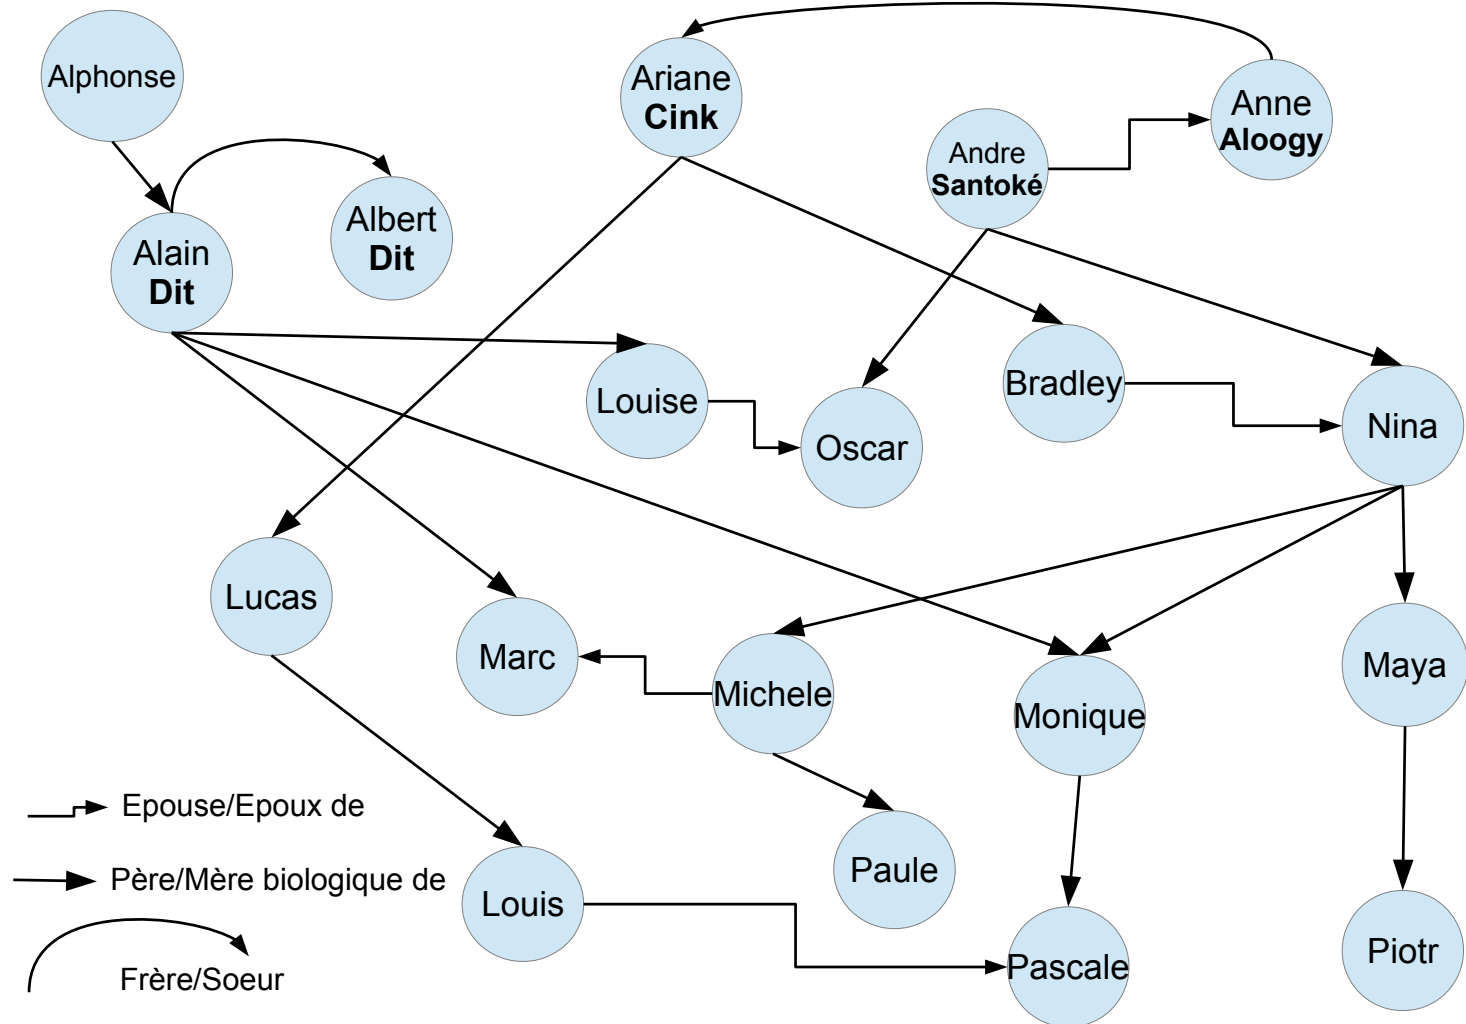 Alphonse
Ariane
Cink
Anne
Aloogy
Andre
Santoké
Albert
Dit
Alain
Dit
Louise
Oscar
Bradley
Nina
Lucas
Marc
Michele
Monique
Maya
Epouse/Epoux de
Père/Mère biologique de
Frère/Soeur
Louis
Paule
Pascale
Piotr